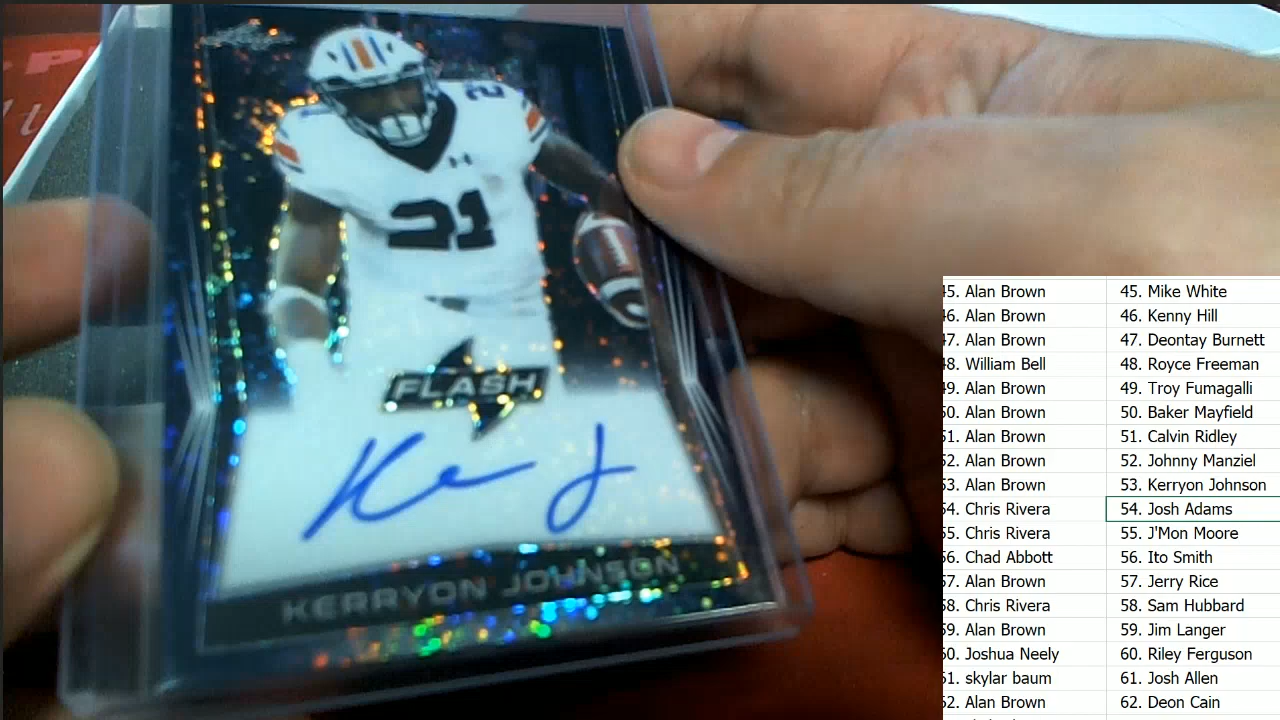 21
FLASH
KERRYON JOHNSON
45. Alan Brown 45. Mike White
46. Alan Brown 46. Kenny Hill
47. Alan Brown 47. Deontay Burnett
48. William Bell 48. Royce Freeman
49. Alan Brown 49. Troy Fumagalli
50. Alan Brown 50. Baker Mayfield
51. Alan Brown 51. Calvin Ridley
52. Alan Brown 52. Johnny Manziel
53. Alan Brown 53. Kerryon Johnson
54. Chris Rivera 54. Josh Adams
55. Chris Rivera 55. J'Mon Moore
56. Chad Abbott 56. Ito Smith
57. Alan Brown 57. Jerry Rice
58. Chris Rivera 58. Sam Hubbard
59. Alan Brown 59. Jim Langer
60. Joshua Neely 60. Riley Ferguson
61. skylar baum 61. Josh Allen
62. Alan Brown 62. Deon Cain